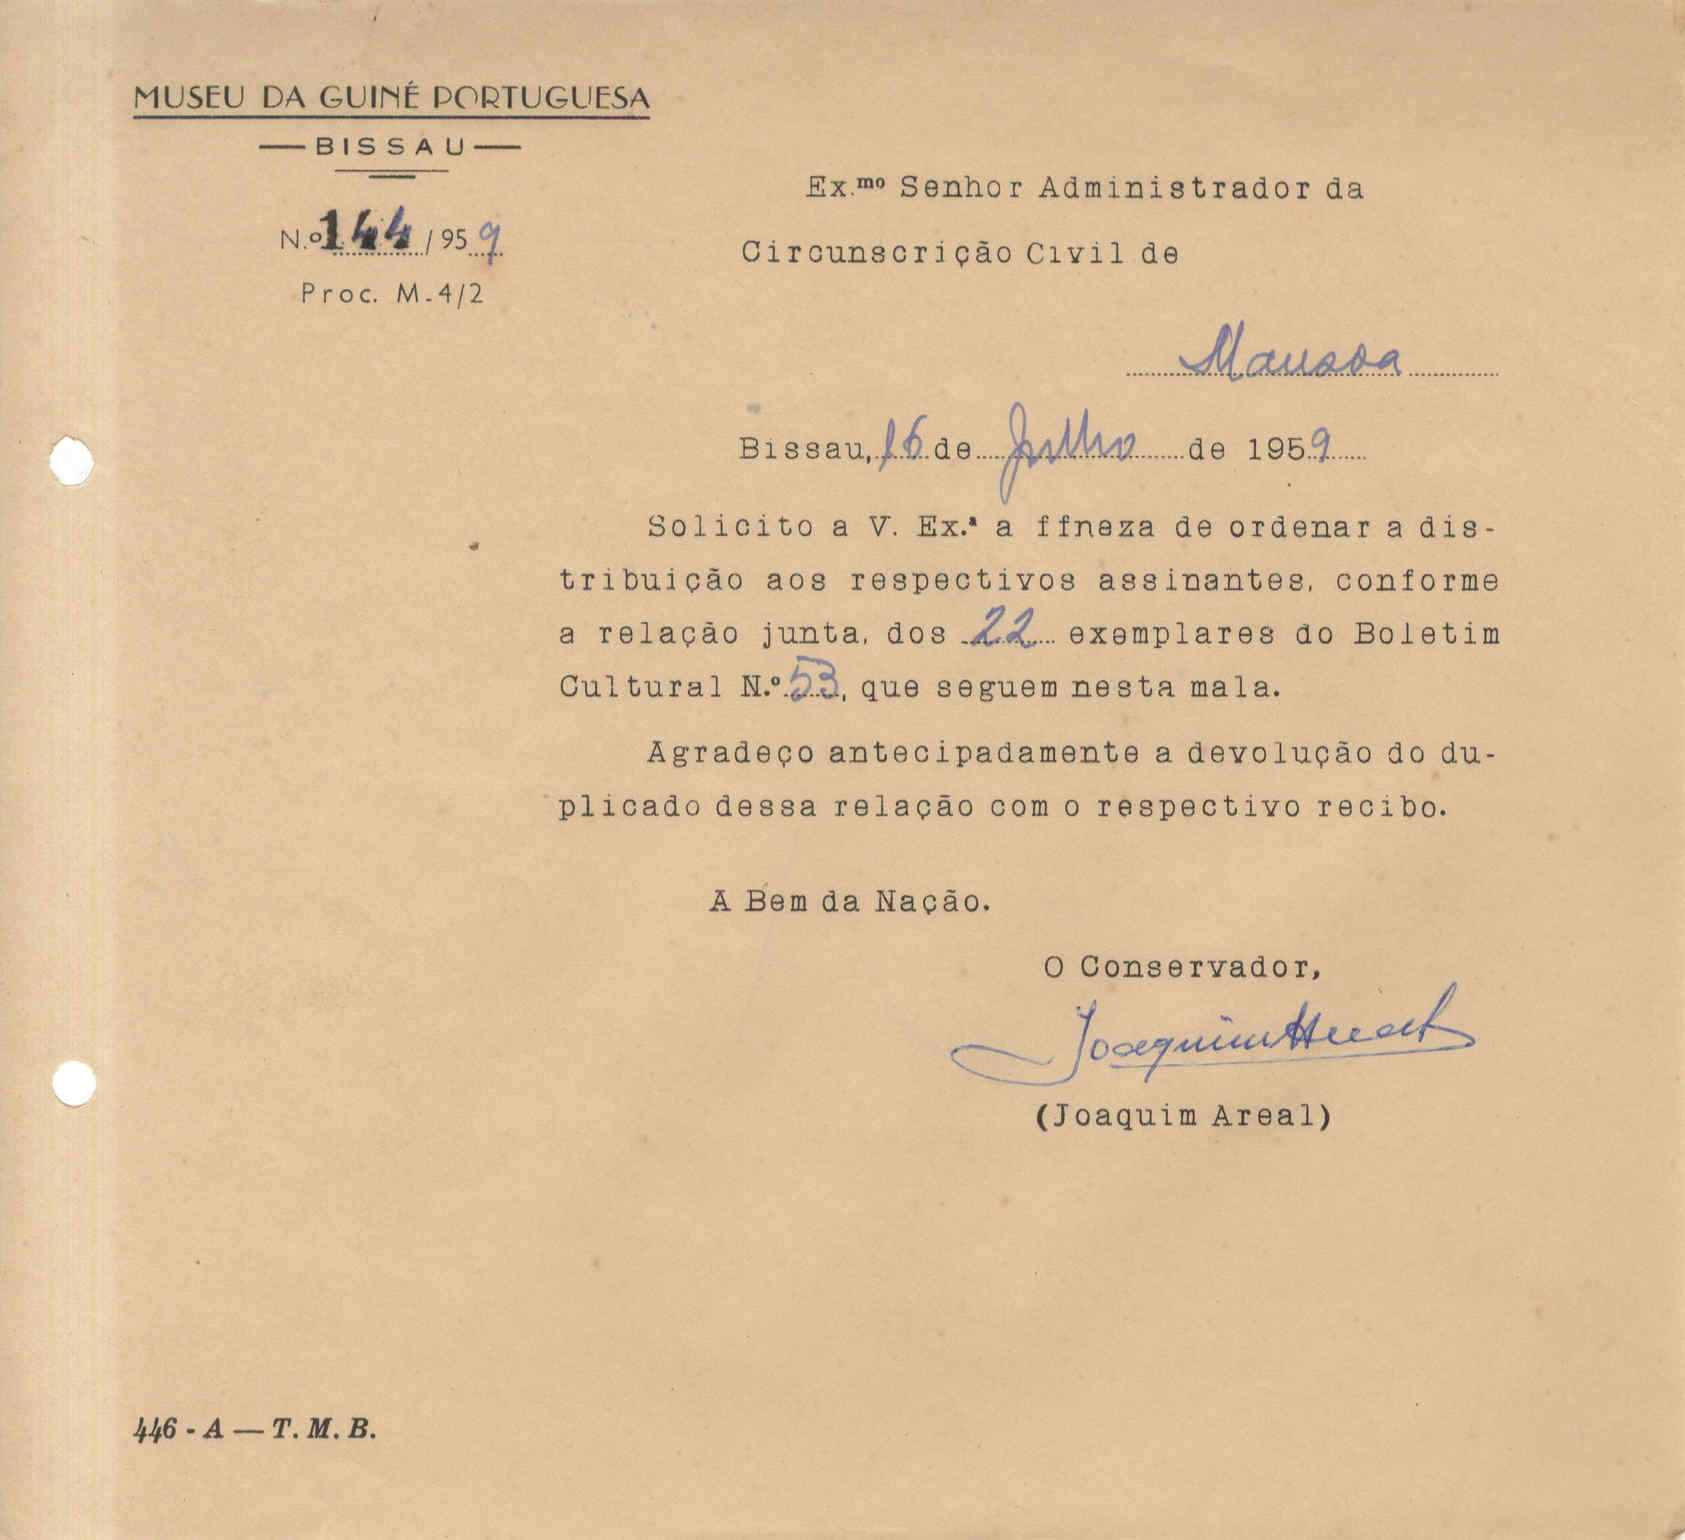 MUSEU DA GUINÉ PORTUGUESA
— BISSAU —
N.º 144 / 959
Proc. M-4/2
Ex.mo Senhor Administrador da
Circunscrição Civil de
Mansoa
Bissau, 16 de Julho de 1959
Solicito a V. Ex.ª a ffneza de ordenar a dis-
tribuição aos respectivos assinantes, conforme
a relação junta, dos 22 exemplares do Boletim
Cultural N.º 53, que seguem nesta mala.
Agradeço antecipadamente a devolução do du-
plicado dessa relação com o respectivo recibo.
A Bem da Nação.
O Conservador,
Joaquim Areal
(Joaquim Areal)
446 - A — T. M. B.